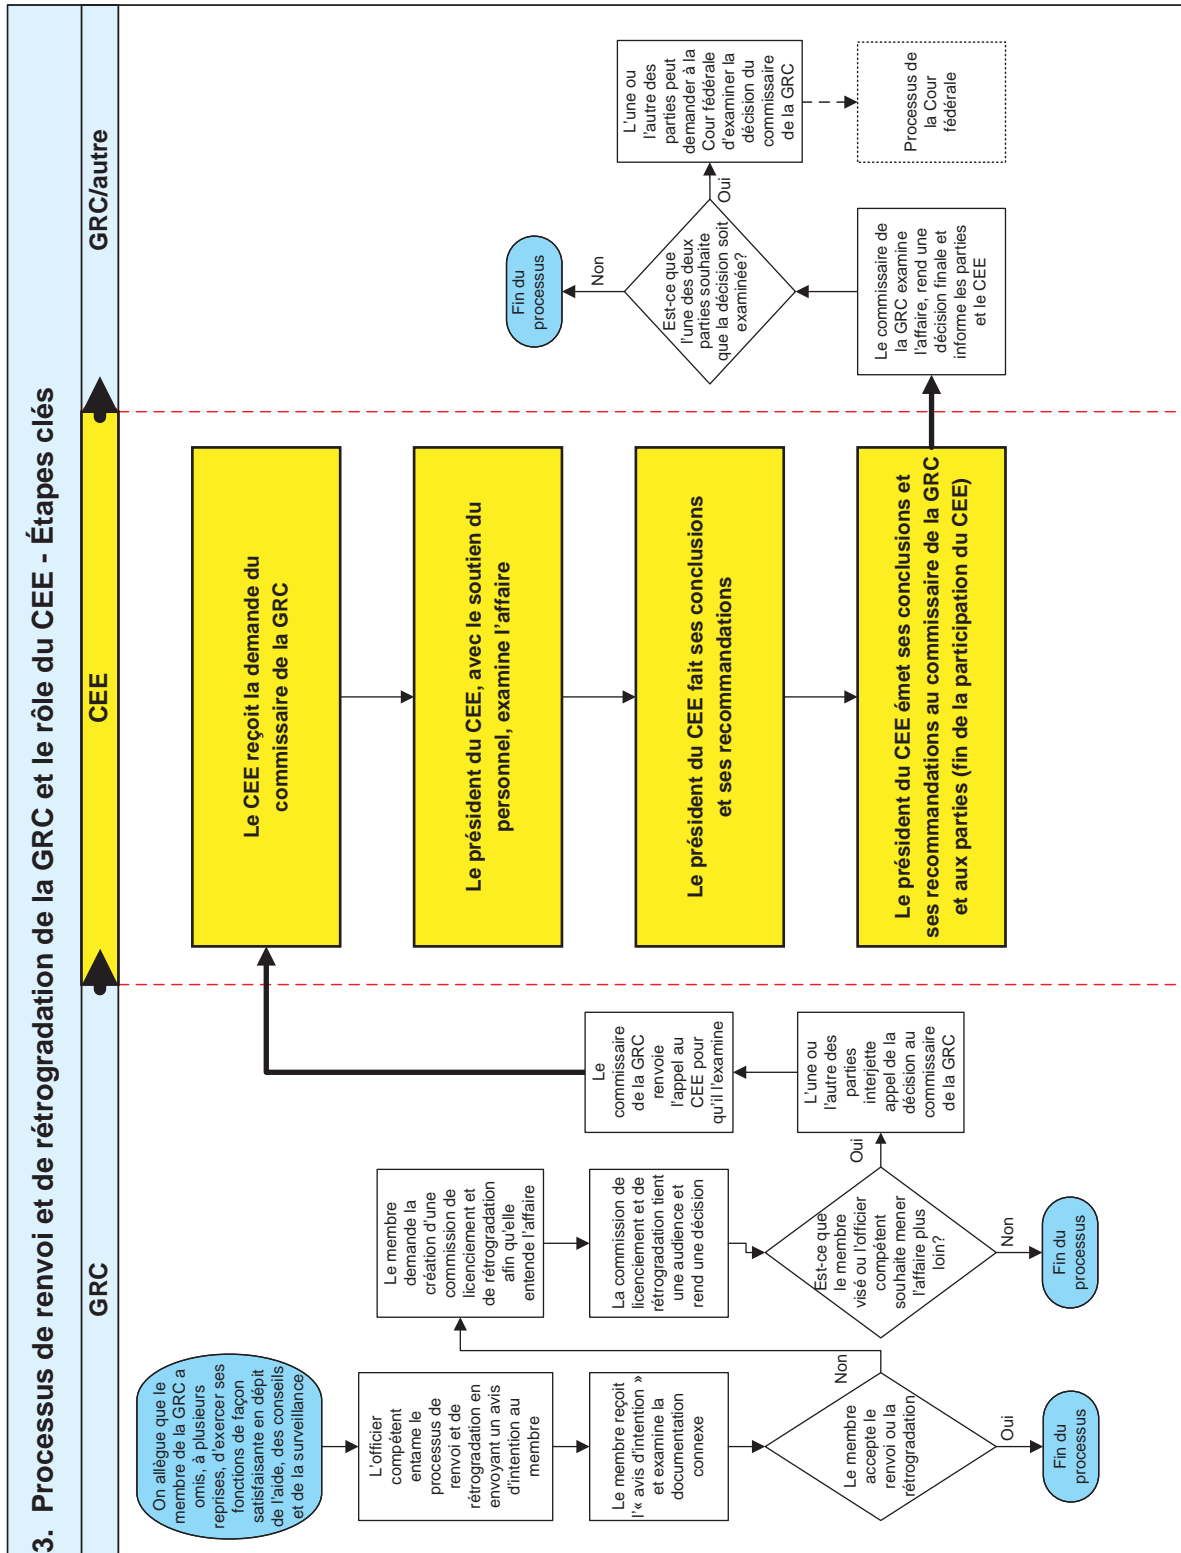 3. Processus de renvoi et de rétrogradation de la GRC et le rôle du CEE - Étapes clés
GRC
CEE
GRC/autre
On allègue que le
membre de la GRC a
omis, à plusieurs
reprises, d'exercer ses
fonctions de façon
satisfaisante en dépit
de l'aide, des conseils
et de la surveillance
L'officier
compétent
entame le
processus de
renvoi et de
rétrogradation en
envoyant un avis
d'intention au
membre
Le membre reçoit
l'« avis d'intention »
et examine la
documentation
connexe
Le membre
accepte le
renvoi ou la
rétrogradation
Oui
Fin du
processus
Non
Le membre
demande la
création d'une
commission de
licenciement et
de rétrogradation
afin qu'elle
entende l'affaire
La commission de
licenciement et de
rétrogradation tient
une audience et
rend une décision
Est-ce que
le membre
visé ou l'officier
compétent
souhaite mener
l'affaire plus
loin?
Non
Fin du
processus
Oui
L'une ou
l'autre des
parties
interjette
appel de la
décision au
commissaire
de la GRC
Le
commissaire
de la GRC
renvoie
l'appel au
CEE pour
qu'il l'examine
Le CEE reçoit la demande du
commissaire de la GRC
Le président du CEE, avec le soutien du
personnel, examine l'affaire
Le président du CEE fait ses conclusions
et ses recommandations
Le président du CEE émet ses conclusions et
ses recommandations au commissaire de la GRC
et aux parties (fin de la participation du CEE)
Le commissaire de
la GRC examine
l'affaire, rend une
décision finale et
informe les parties
et le CEE
Est-ce que
l'une des deux
parties souhaite
que la décision soit
examinée?
Non
Fin du
processus
Oui
L'une ou
l'autre des
parties peut
demander à la
Cour fédérale
d'examiner la
décision du
commissaire
de la GRC
Processus de
la Cour
fédérale